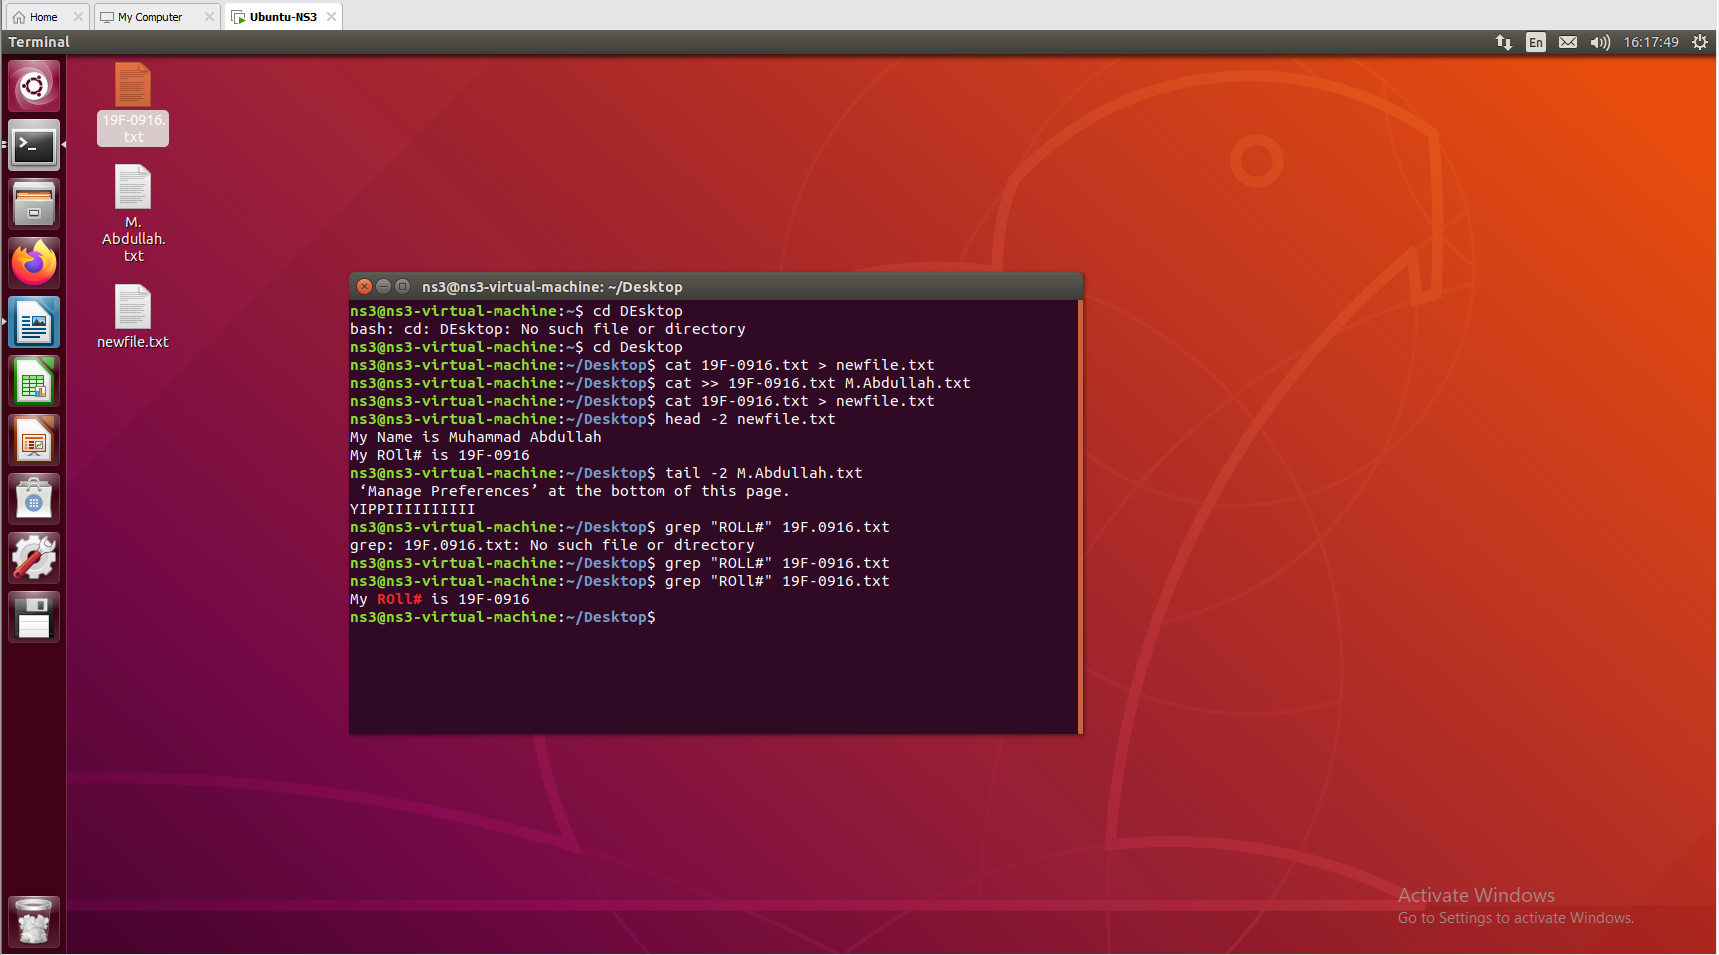 Home
My Computer
Ubuntu-NS3
Terminal
En
16:17:49
19F-0916.
txt
M.
Abdullah.
txt
newfile.txt
ns3@ns3-virtual-machine: ~/Desktop
ns3@ns3-virtual-machine:~$ cd DEsktop
bash: cd: DEsktop: No such file or directory
ns3@ns3-virtual-machine:~$ cd Desktop
ns3@ns3-virtual-machine:~/Desktop$ cat 19F-0916.txt > newfile.txt
ns3@ns3-virtual-machine:~/Desktop$ cat >> 19F-0916.txt M.Abdullah.txt
ns3@ns3-virtual-machine:~/Desktop$ cat 19F-0916.txt > newfile.txt
ns3@ns3-virtual-machine:~/Desktop$ head -2 newfile.txt
My Name is Muhammad Abdullah
My ROll# is 19F-0916
ns3@ns3-virtual-machine:~/Desktop$ tail -2 M.Abdullah.txt
‘Manage Preferences’ at the bottom of this page.
YIPPIIIIIIIIII
ns3@ns3-virtual-machine:~/Desktop$ grep "ROLL#" 19F.0916.txt
grep: 19F.0916.txt: No such file or directory
ns3@ns3-virtual-machine:~/Desktop$ grep "ROLL#" 19F-0916.txt
ns3@ns3-virtual-machine:~/Desktop$ grep "ROll#" 19F-0916.txt
My ROll# is 19F-0916
ns3@ns3-virtual-machine:~/Desktop$
Activate Windows
Go to Settings to activate Windows.